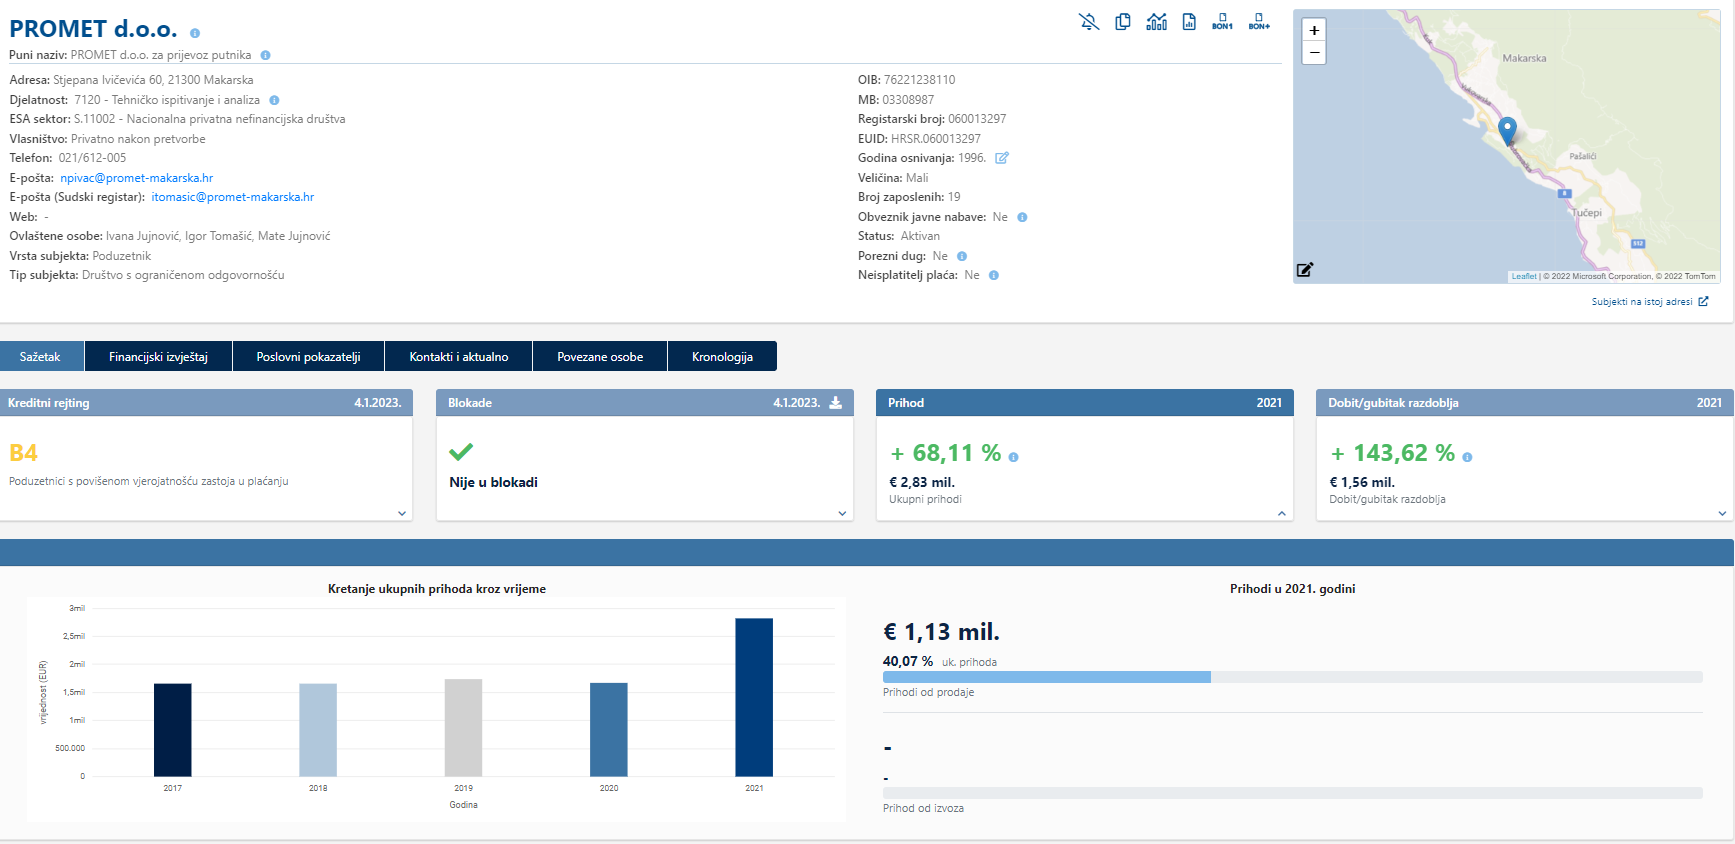 PROMET d.o.o.
Puni naziv: PROMET d.o.o. za prijevoz putnika
Adresa: Stjepana Ivičevića 60, 21300 Makarska
Djelatnost: 7120 - Tehničko ispitivanje i analiza
ESA sektor: S.11002 - Nacionalna privatna nefinancijska društva
Vlasništvo: Privatno nakon pretvorbe
Telefon: 021/612-005
E-pošta: npivac@promet-makarska.hr
E-pošta (Sudski registar): itomasic@promet-makarska.hr
Web: -
Ovlaštene osobe: Ivana Jujnović, Igor Tomašić, Mate Jujnović
Vrsta subjekta: Poduzetnik
Tip subjekta: Društvo s ograničenom odgovornošću
BON1
BON+
OIB: 76221238110
MB: 03308987
Registarski broj: 060013297
EUID: HRSR.060013297
Godina osnivanja: 1996.
Veličina: Mali
Broj zaposlenih: 19
Obveznik javne nabave: Ne
Status: Aktivan
Porezni dug: Ne
Neisplatitelj plaća: Ne
+
−
Makarska
Vukovarska
Pašalići
8
Tučepi
512
Leaflet | © 2022 Microsoft Corporation, © 2022 TomTom
Subjekti na istoj adresi
Sažetak
Financijski izvještaj
Poslovni pokazatelji
Kontakti i aktualno
Povezane osobe
Kronologija
Kreditni rejting 4.1.2023.
B4
Poduzetnici s povišenom vjerojatnošću zastoja u plaćanju
Blokade 4.1.2023.
Nije u blokadi
Prihod 2021
+ 68,11 %
€ 2,83 mil.
Ukupni prihodi
Dobit/gubitak razdoblja 2021
+ 143,62 %
€ 1,56 mil.
Dobit/gubitak razdoblja
Kretanje ukupnih prihoda kroz vrijeme
3mil
2,5mil
2mil
1,5mil
1mil
500.000
0
vrijednost (EUR)
2017 2018 2019 2020 2021
Godina
Prihodi u 2021. godini
€ 1,13 mil.
40,07 % uk. prihoda
Prihodi od prodaje
-
-
Prihod od izvoza